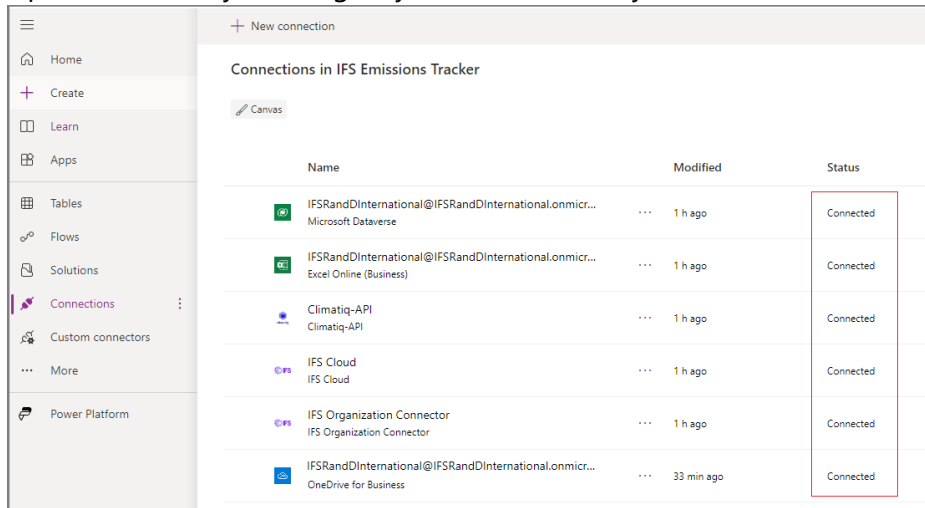 + New connection
Home
Connections in IFS Emissions Tracker
Create
Canvas
Learn
Apps
Name Modified Status
Tables
IFSRandDInternational@IFSRandDInternational.onmicr... ... 1 h ago Connected
Microsoft Dataverse
Flows
Solutions
IFSRandDInternational@IFSRandDInternational.onmicr... ... 1 h ago Connected
Excel Online (Business)
Connections
Climatiq-API ... 1 h ago Connected
Climatiq-API
Custom connectors
More
IFS Cloud ... 1 h ago Connected
IFS Cloud
IFS
Power Platform
IFS Organization Connector ... 1 h ago Connected
IFS Organization Connector
IFS
IFSRandDInternational@IFSRandDInternational.onmicr... ... 33 min ago Connected
OneDrive for Business